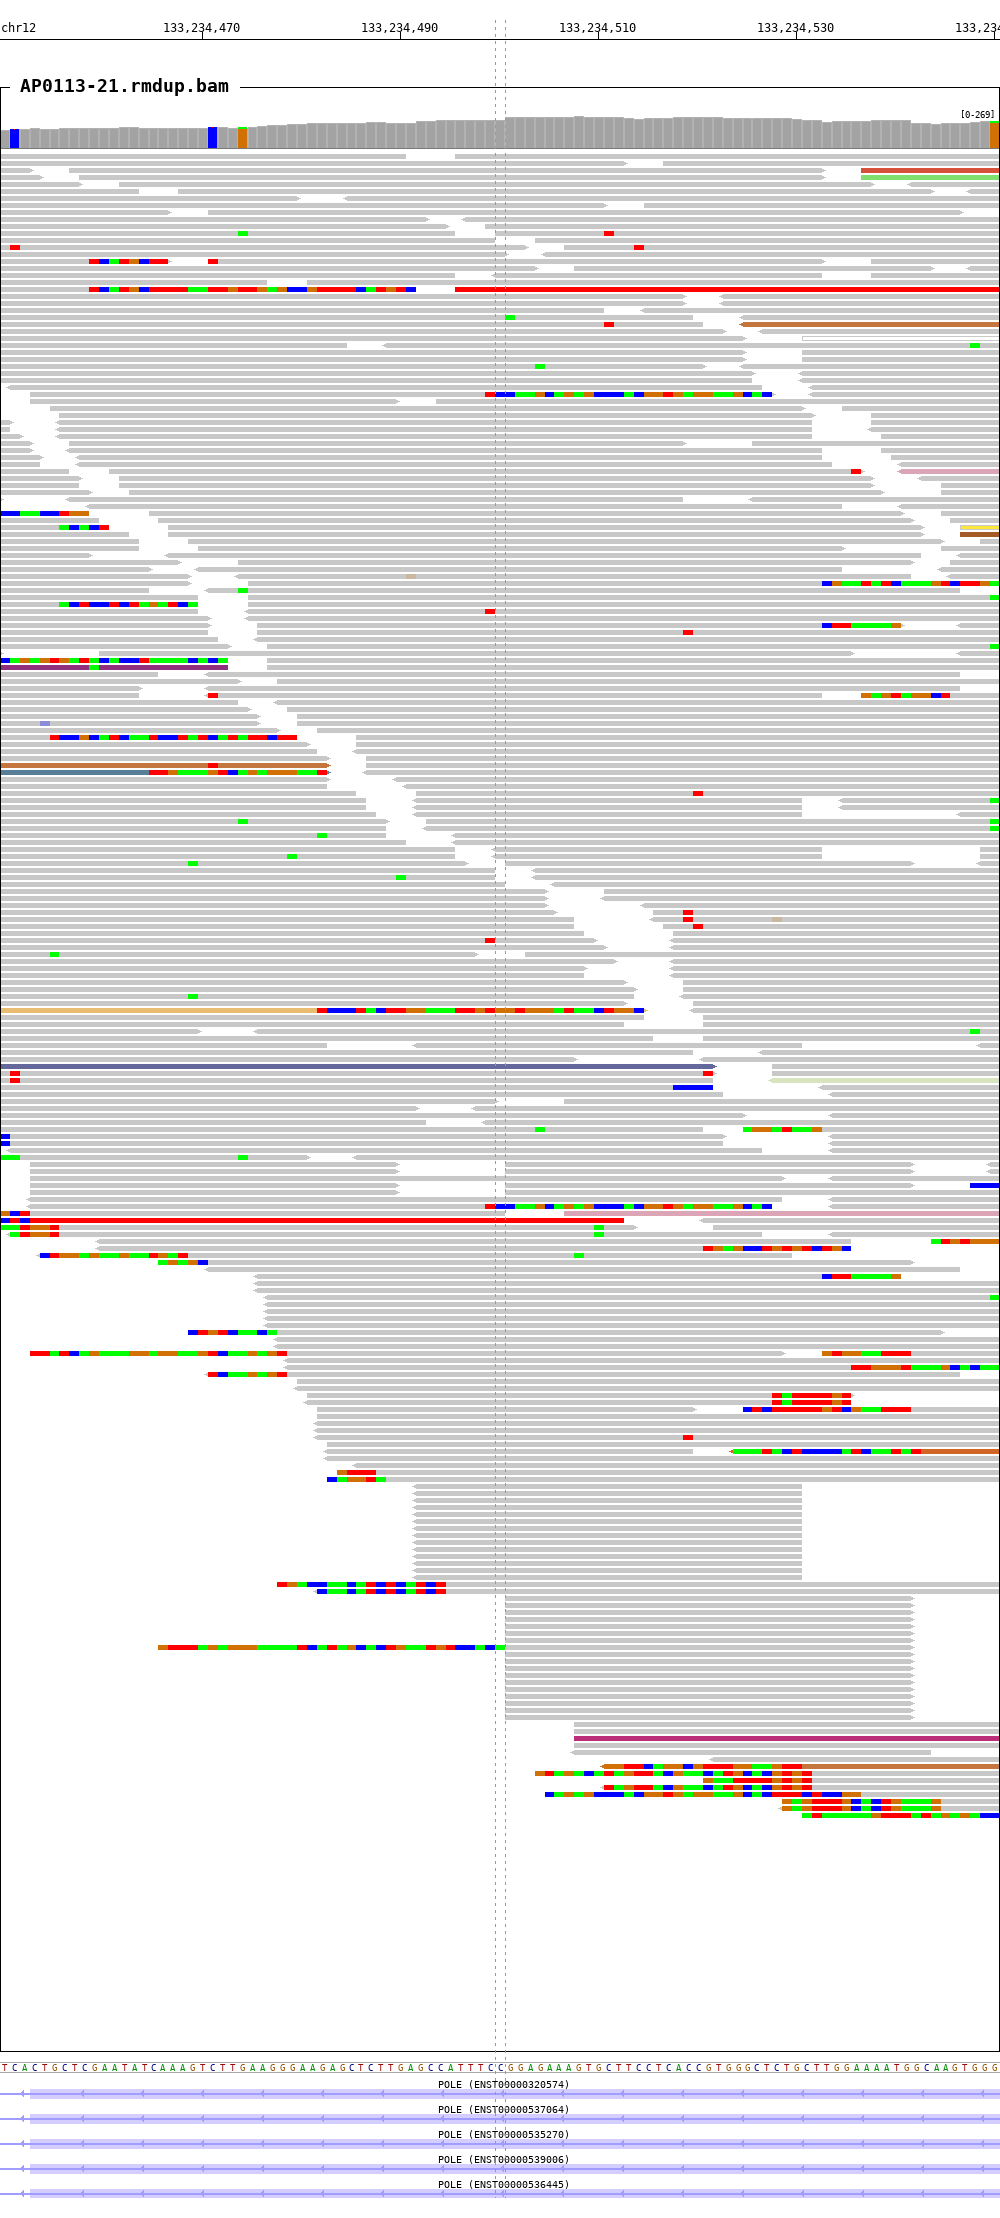 chr12 133,234,470 133,234,490 133,234,510 133,234,530 133,234
AP0113-21.rmdup.bam
[0-269]
TCACTGCTCGAATATCAAAGTCTTGAAGGGAAGAGCTCTTGAGCCATTTCCGGAGAAAGTGCTTCCTCACCGTGGGCTCTGCTTGGAAAATGGCAAGTGGG
POLE (ENST00000320574)
POLE (ENST00000537064)
POLE (ENST00000535270)
POLE (ENST00000539006)
POLE (ENST00000536445)